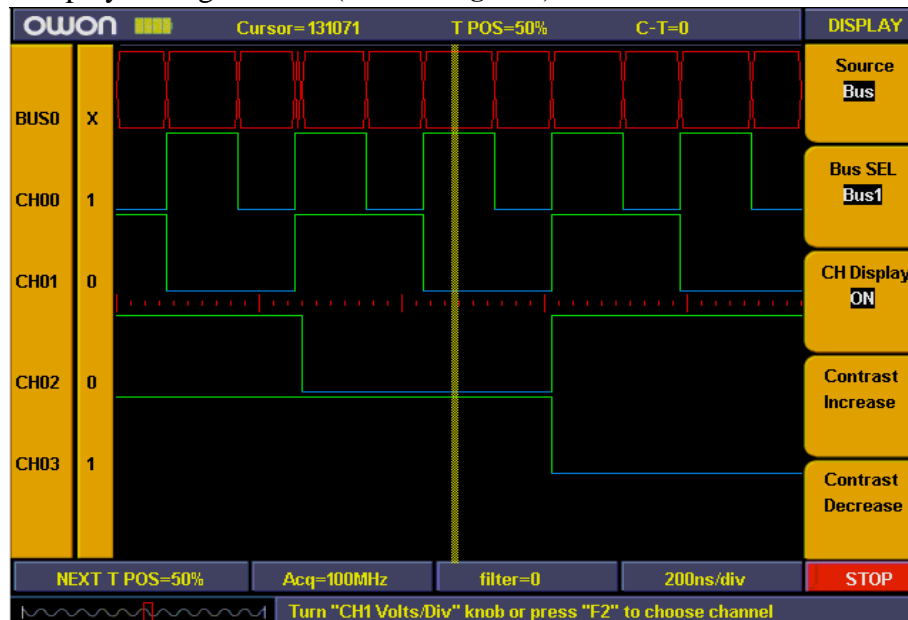 owon Cursor=131071 T POS=50% C-T=0 DISPLAY
Source
Bus
BUS0 X
Bus SEL
Bus1
CH00 1
CH Display
ON
CH01 0
CH02 0
Contrast
Increase
CH03 1
Contrast
Decrease
NEXT T POS=50% Acq=100MHz filter=0 200ns/div STOP
Turn "CH1 Volts/Div" knob or press "F2" to choose channel